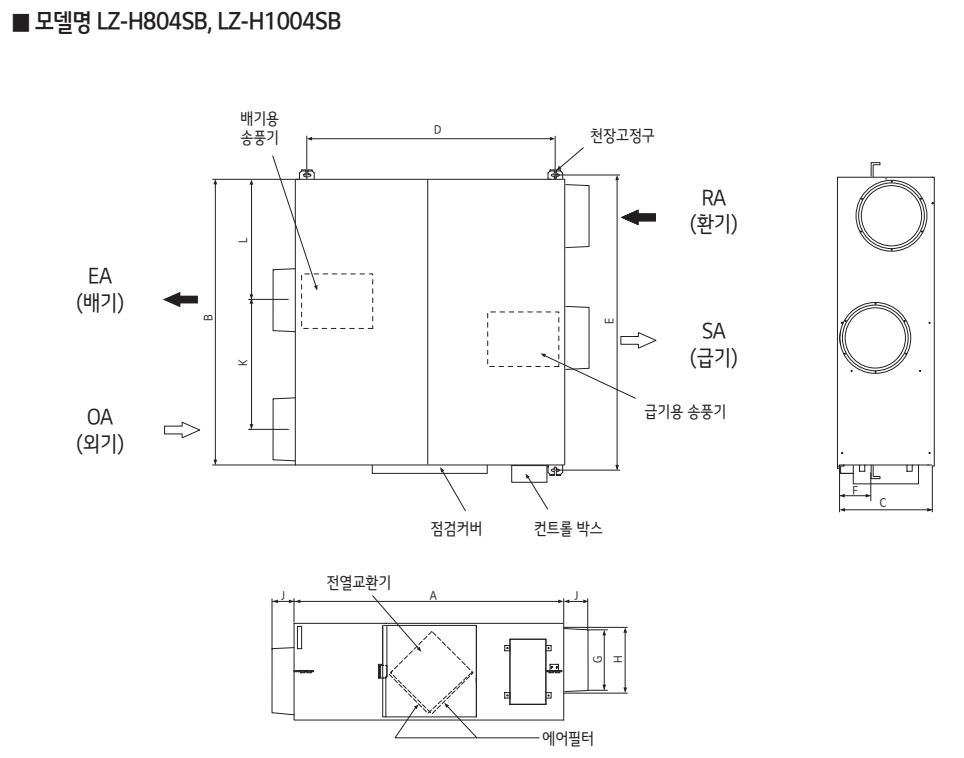 ■ 모델명 LZ-H804SB, LZ-H1004SB
배기용
송풍기
D
천장고정구
RA
(환기)
L
EA
(배기)
B
E
SA
(급기)
K
급기용 송풍기
OA
(외기)
F
C
점검커버
컨트롤 박스
전열교환기
J
A
J
G
H
에어필터